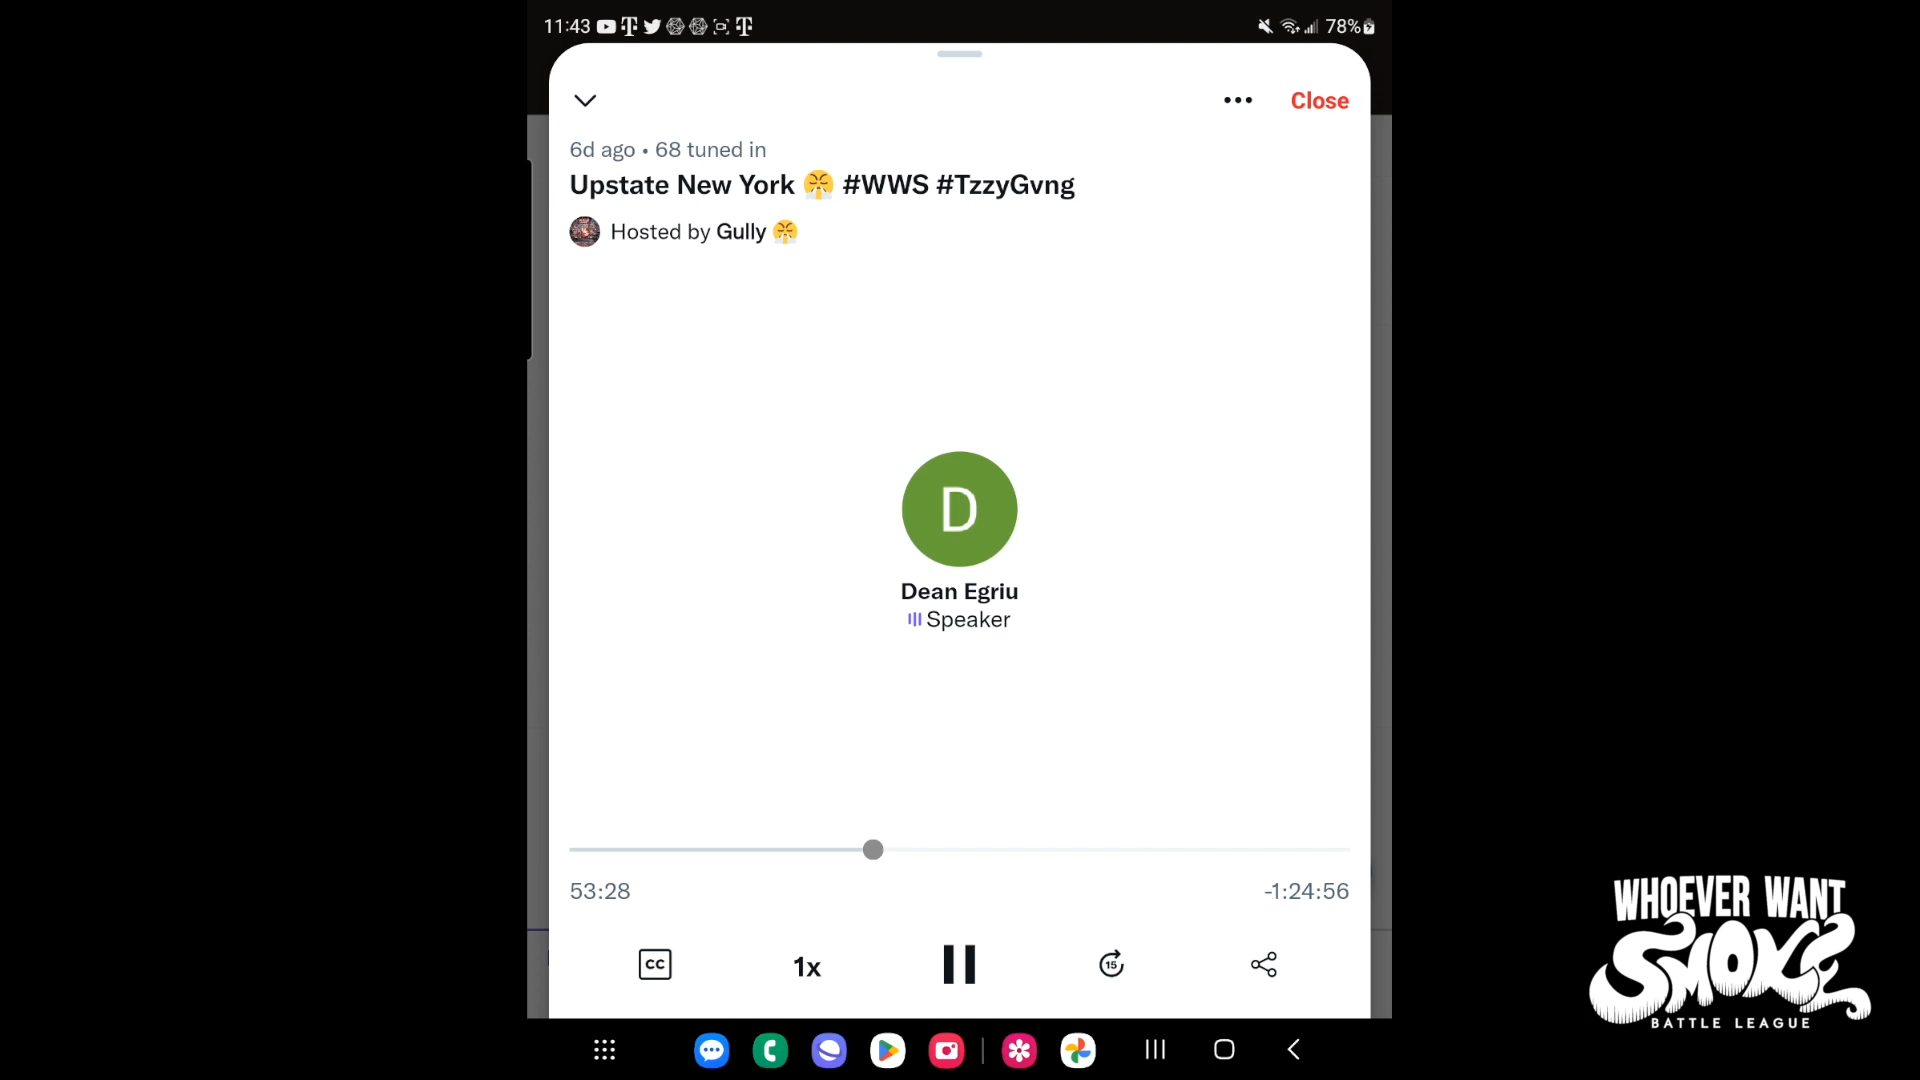 11:43
78%
Close
6d ago • 68 tuned in
Upstate New York 😤 #WWS #TzzyGvng
Hosted by Gully 😤
D
Dean Egriu
Speaker
53:28
-1:24:56
CC
1x
15
WHOEVER WANT
SMOKE
BATTLE LEAGUE